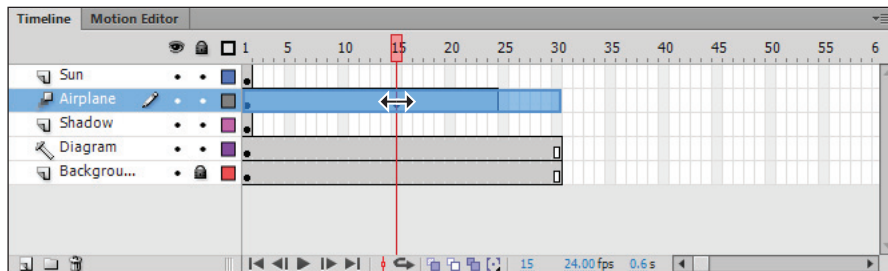 Timeline Motion Editor
1 5 10 15 20 25 30 35 40 45 50 55 6
Sun
Airplane
Shadow
Diagram
Backgrou...
15 24.00 fps 0.6 s